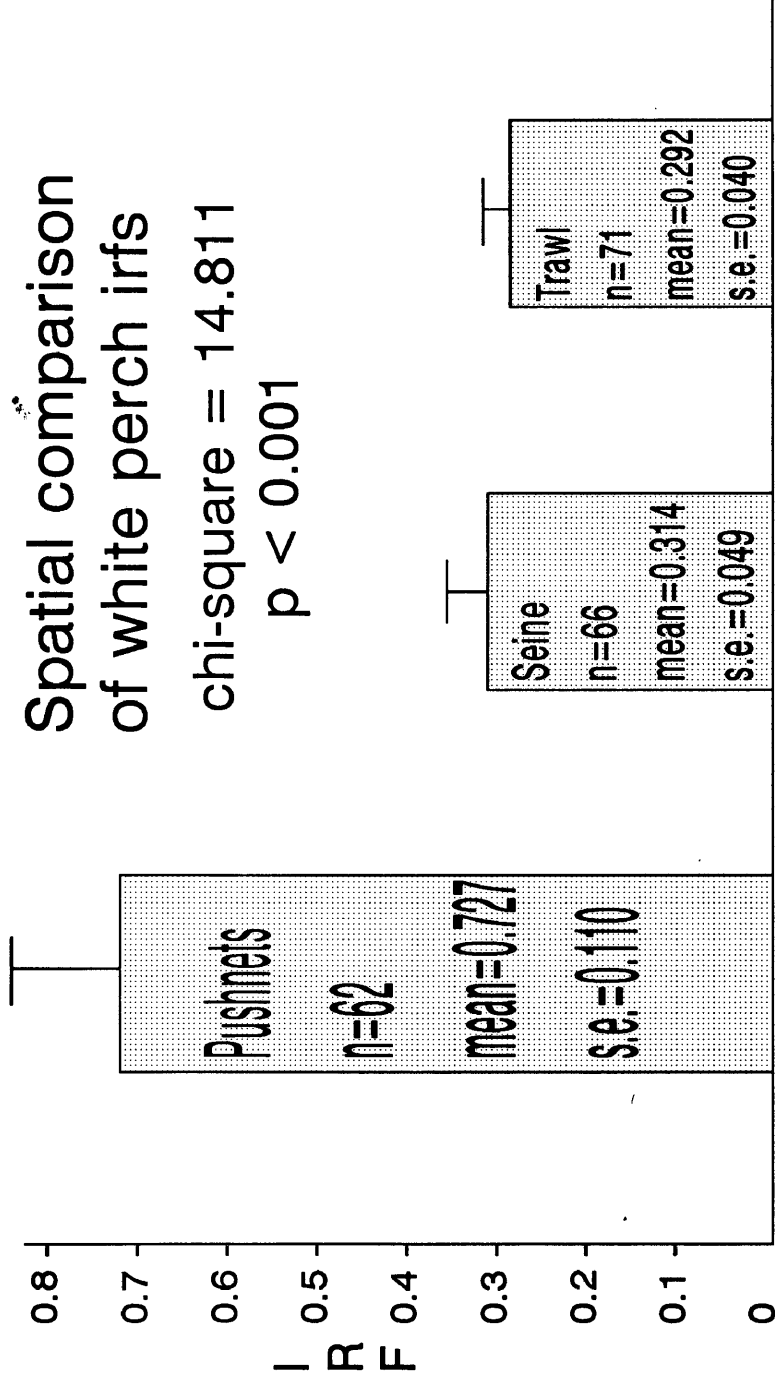 Spatial comparison
of white perch irfs
chi-square = 14.811
p < 0.001
I
R
F
0.8
0.7
0.6
0.5
0.4
0.3
0.2
0.1
0
Pushnets
n=62
mean=0.727
s.e.=0.110
Seine
n=66
mean=0.314
s.e.=0.049
Trawl
n=71
mean=0.292
s.e.=0.040